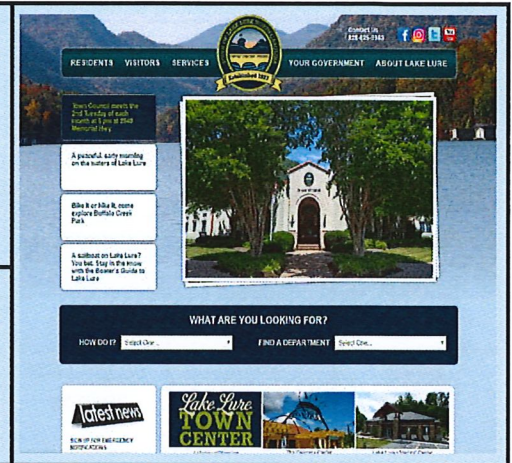 Contact Us
RESIDENTS VISITORS SERVICES YOUR GOVERNMENT ABOUT LAKE LURE
Established 1927
Town Council meets the
2nd Tuesday of each
month at 5 pm at 2948
Memorial Hwy
A peaceful, early morning
on the waters of Lake Lure
Bike it or hike it, come
explore Buffalo Creek
Park
A sailboat on Lake Lure?
You bet. Stay in the know
with the Boater's Guide to
Lake Lure
WHAT ARE YOU LOOKING FOR?
HOW DO I? Select One... FIND A DEPARTMENT Select One...
latest news
SIGN UP FOR EMERGENCY
NOTIFICATIONS
Lake Lure
TOWN
CENTER